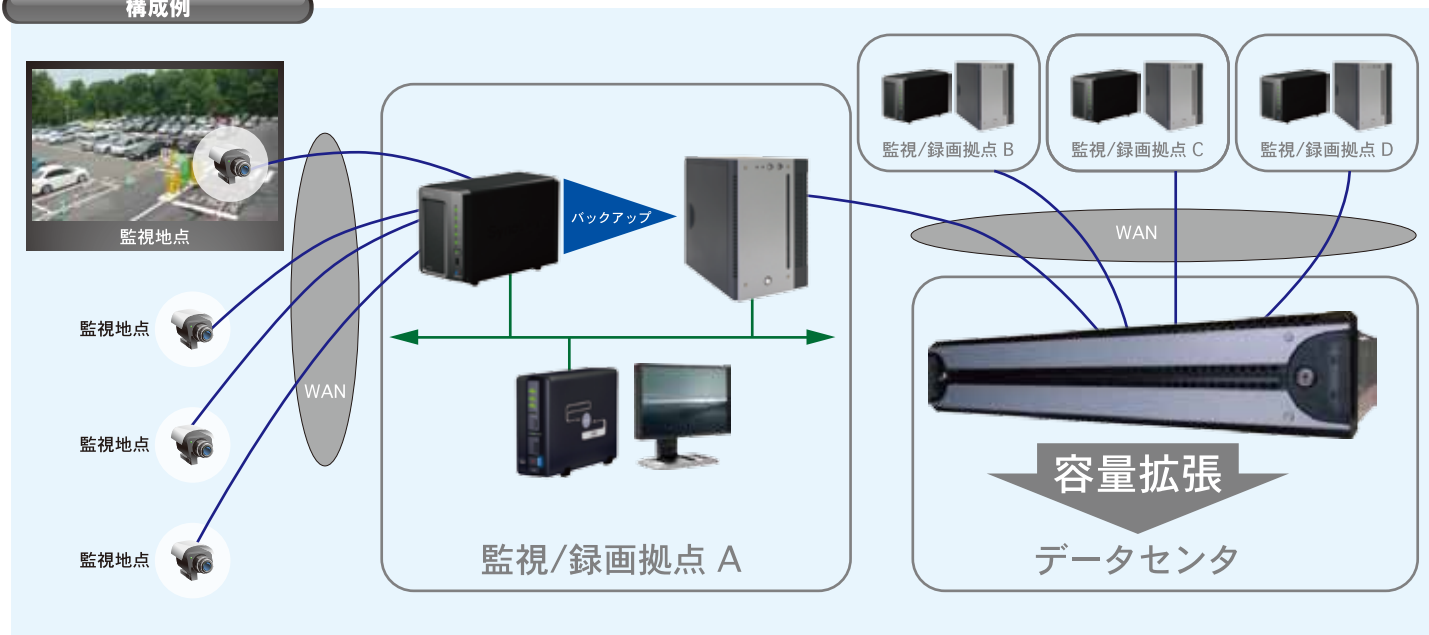 構成例
監視地点
監視地点
監視地点
監視地点
WAN
バックアップ
監視/録画拠点 A
監視/録画拠点 B
監視/録画拠点 C
監視/録画拠点 D
WAN
容量拡張
データセンタ